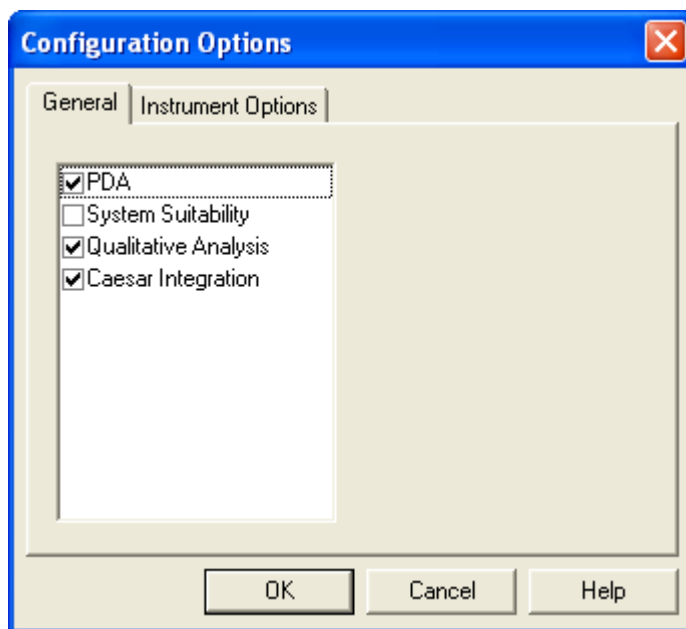 Configuration Options
General
Instrument Options
PDA
System Suitability
Qualitative Analysis
Caesar Integration
OK
Cancel
Help